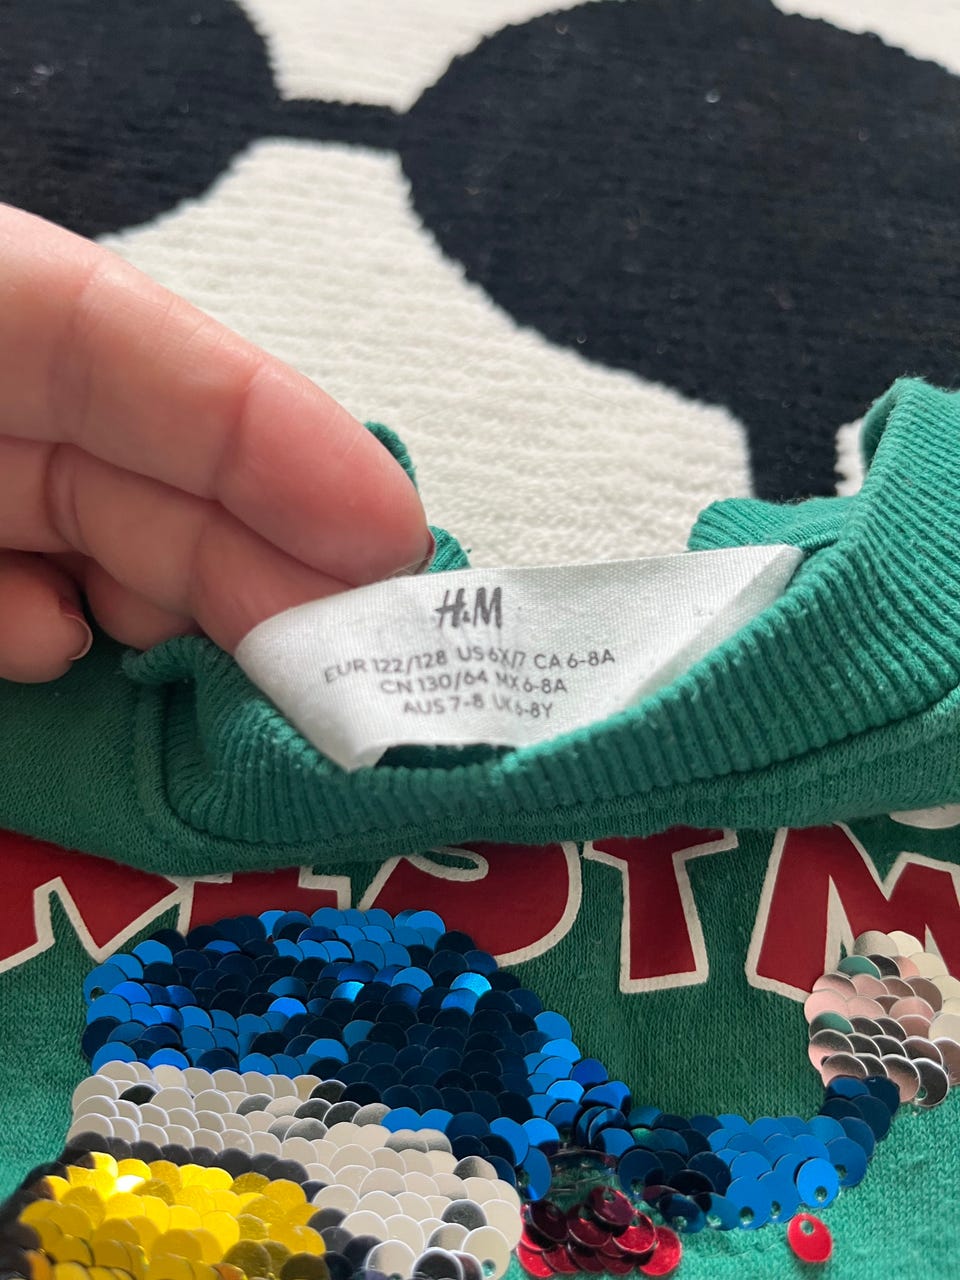 H&M
EUR 122/128 US 6X/7 CA 6-8A
CN 130/64 MX 6-8A
AUS 7-8 UK 6-8Y
RISTM